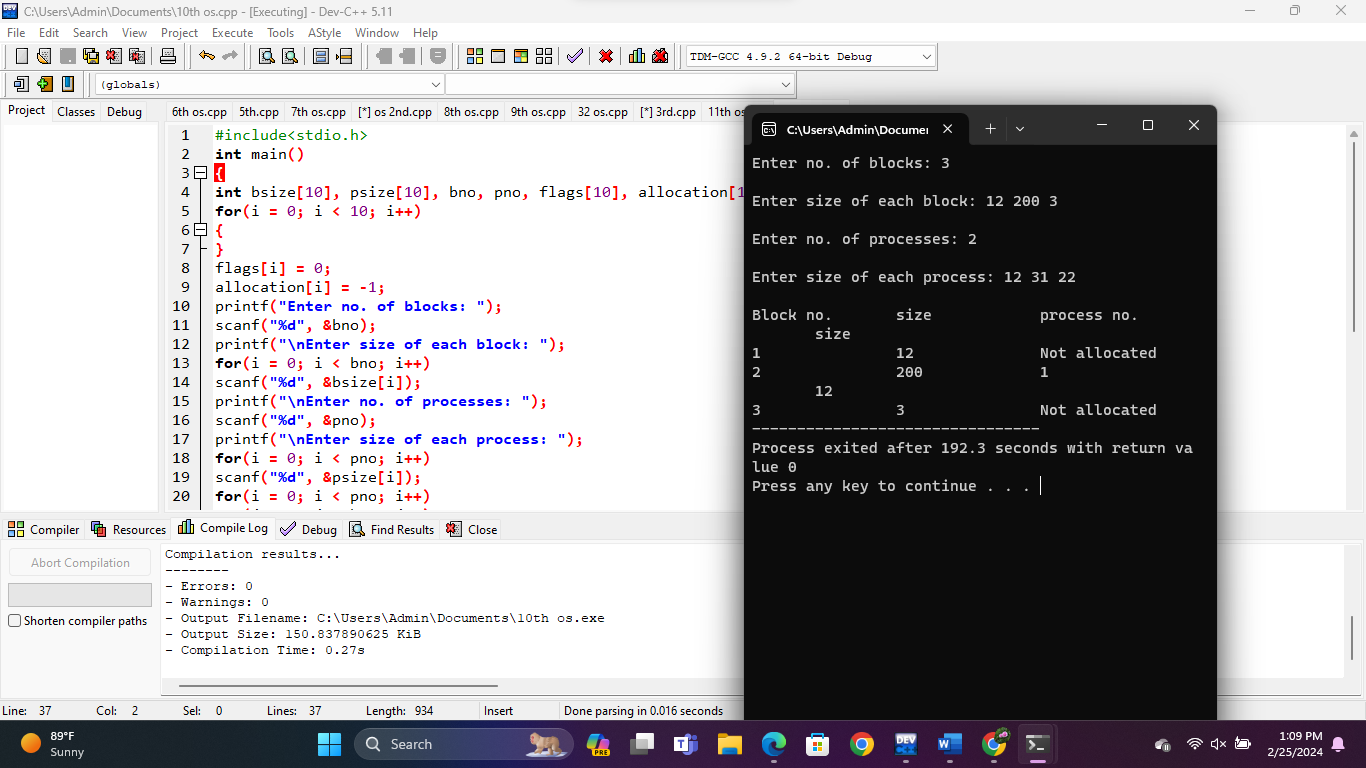 C:\Users\Admin\Documents\10th os.cpp - [Executing] - Dev-C++ 5.11
File Edit Search View Project Execute Tools AStyle Window Help
TDM-GCC 4.9.2 64-bit Debug
(globals)
Project Classes Debug
6th os.cpp 5th.cpp 7th os.cpp [*] os 2nd.cpp 8th os.cpp 9th os.cpp 32 os.cpp [*] 3rd.cpp 11th os
1 #include<stdio.h>
2 int main()
3 {
4 int bsize[10], psize[10], bno, pno, flags[10], allocation[1
5 for(i = 0; i < 10; i++)
6 {
7 }
8 flags[i] = 0;
9 allocation[i] = -1;
10 printf("Enter no. of blocks: ");
11 scanf("%d", &bno);
12 printf("\nEnter size of each block: ");
13 for(i = 0; i < bno; i++)
14 scanf("%d", &bsize[i]);
15 printf("\nEnter no. of processes: ");
16 scanf("%d", &pno);
17 printf("\nEnter size of each process: ");
18 for(i = 0; i < pno; i++)
19 scanf("%d", &psize[i]);
20 for(i = 0; i < pno; i++)
C:\Users\Admin\Documer
Enter no. of blocks: 3
Enter size of each block: 12 200 3
Enter no. of processes: 2
Enter size of each process: 12 31 22
Block no. size process no.
size
1 12 Not allocated
2 200 1
12
3 3 Not allocated
--------------------------------
Process exited after 192.3 seconds with return va
lue 0
Press any key to continue . . .
Compiler Resources Compile Log Debug Find Results Close
Abort Compilation
Shorten compiler paths
Compilation results...
--------
- Errors: 0
- Warnings: 0
- Output Filename: C:\Users\Admin\Documents\10th os.exe
- Output Size: 150.837890625 KiB
- Compilation Time: 0.27s
Line: 37 Col: 2 Sel: 0 Lines: 37 Length: 934 Insert Done parsing in 0.016 seconds
89°F
Sunny
Search
PRE
DEV
1:09 PM
2/25/2024